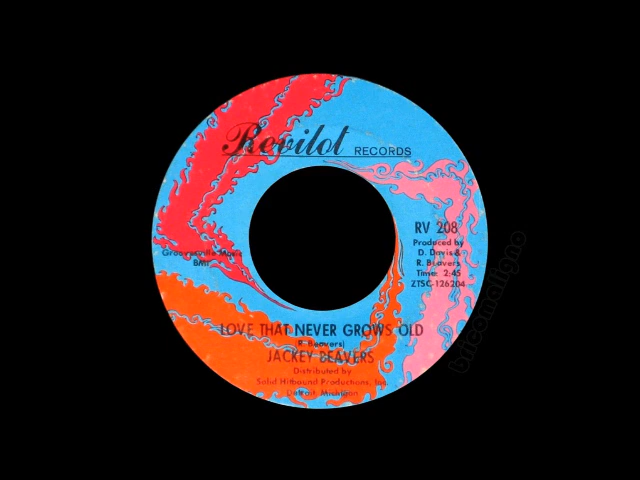 Revilot RECORDS
RV 208
Produced by
D. Davis &
R. Beavers
Time: 2:45
ZTSC-126204
Groovesville Music
BMI
LOVE THAT NEVER GROWS OLD
R Beavers)
JACKEY BEAVERS
Distributed by
Solid Hitbound Productions, Inc.
Detroit Michigan